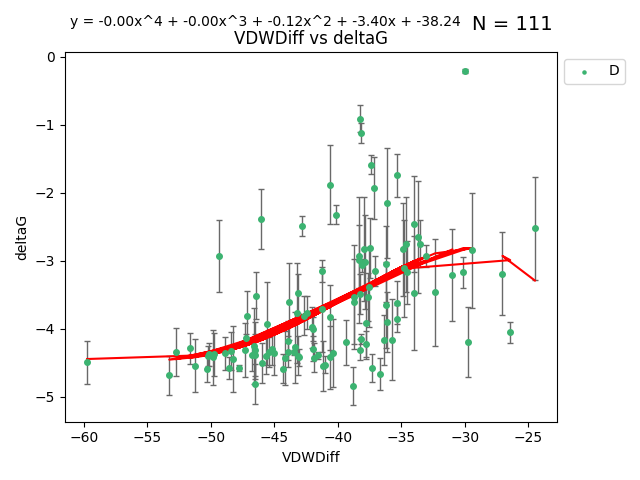 y = -0.00x^4 + -0.00x^3 + -0.12x^2 + -3.40x + -38.24 N = 111
VDWDiff vs deltaG
D
deltaG
0
−1
−2
−3
−4
−5
−60 −55 −50 −45 −40 −35 −30 −25
VDWDiff